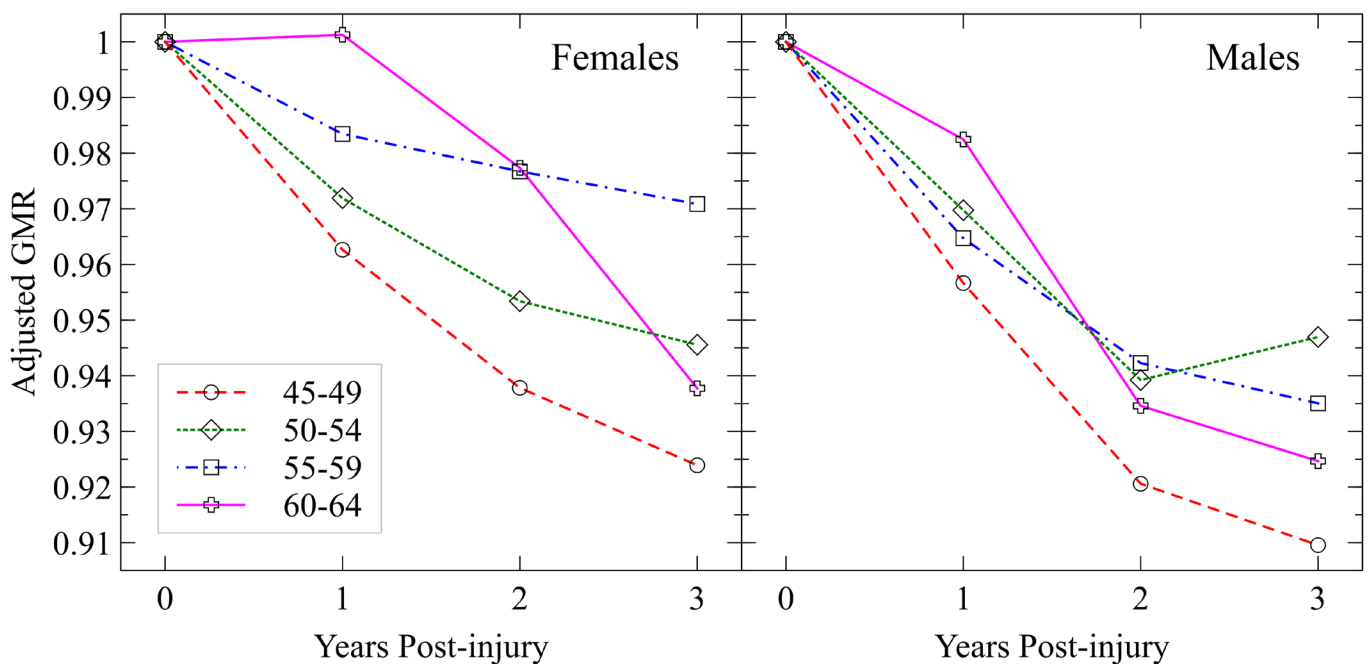 Females
Males
1
0.99
0.98
0.97
0.96
0.95
0.94
0.93
0.92
0.91
Adjusted GMR
45-49
50-54
55-59
60-64
0 1 2 3 0 1 2 3
Years Post-injury Years Post-injury